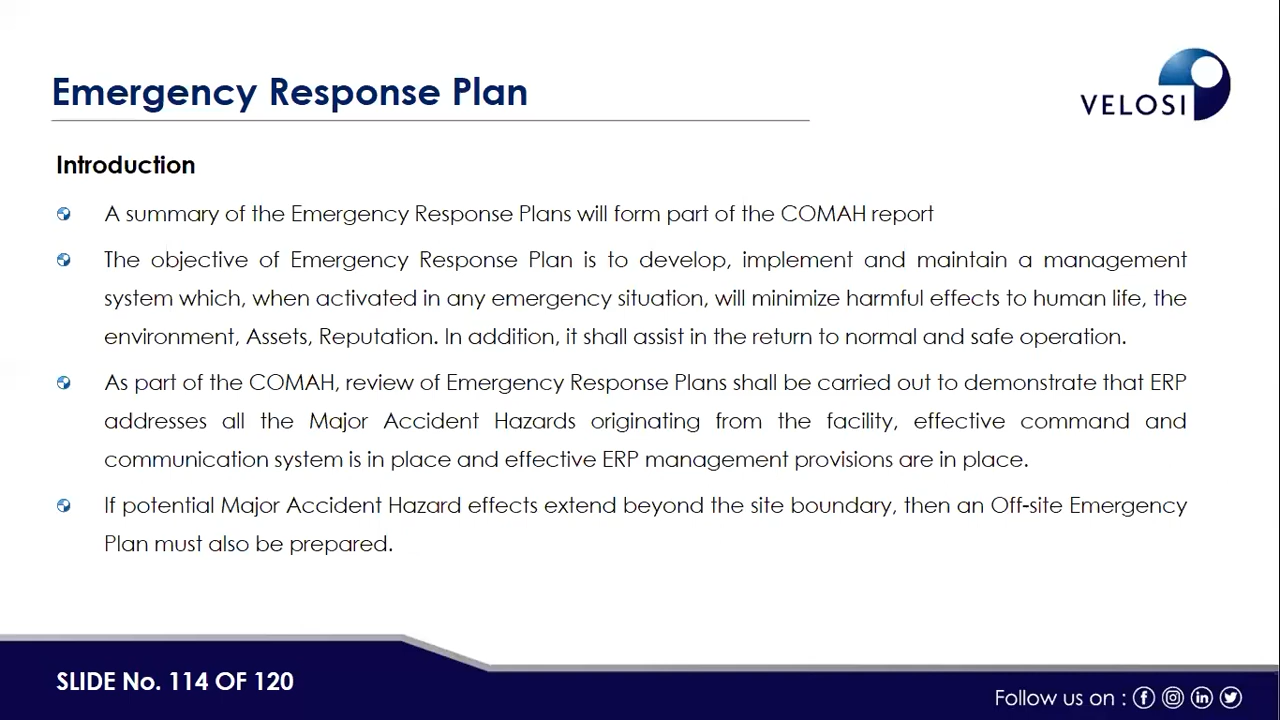 Emergency Response Plan
VELOSI
Introduction
A summary of the Emergency Response Plans will form part of the COMAH report
The objective of Emergency Response Plan is to develop, implement and maintain a management
system which, when activated in any emergency situation, will minimize harmful effects to human life, the
environment, Assets, Reputation. In addition, it shall assist in the return to normal and safe operation.
As part of the COMAH, review of Emergency Response Plans shall be carried out to demonstrate that ERP
addresses all the Major Accident Hazards originating from the facility, effective command and
communication system is in place and effective ERP management provisions are in place.
If potential Major Accident Hazard effects extend beyond the site boundary, then an Off-site Emergency
Plan must also be prepared.
SLIDE No. 114 OF 120
Follow us on :